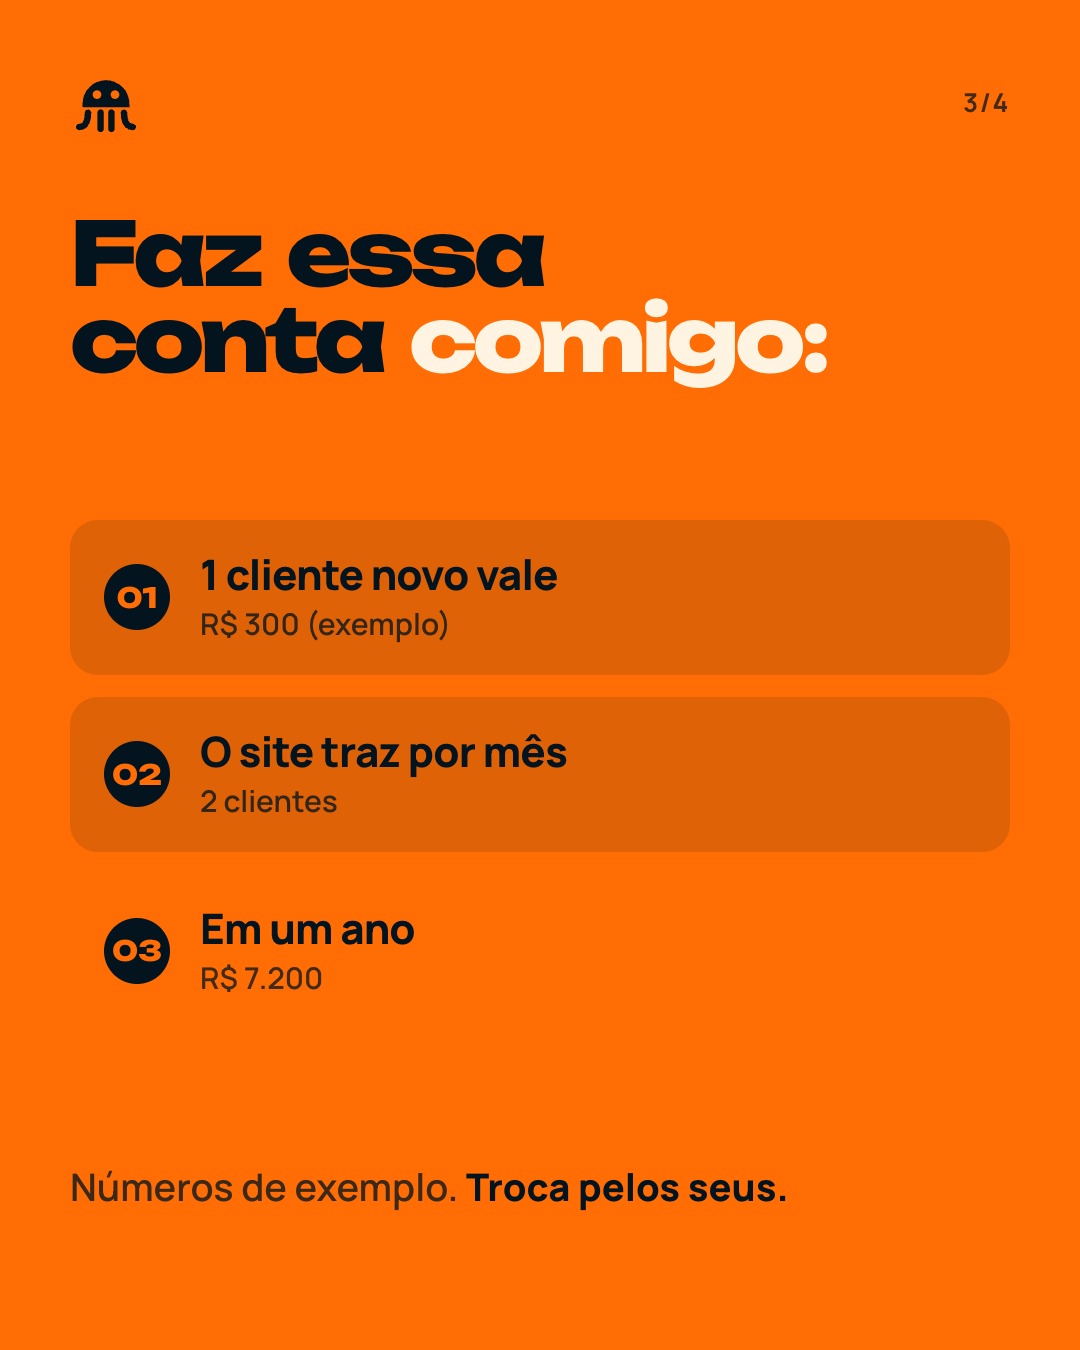 3/4
Faz essa
conta comigo:
01
1 cliente novo vale
R$ 300 (exemplo)
02
O site traz por mês
2 clientes
03
Em um ano
R$ 7.200
Números de exemplo. Troca pelos seus.